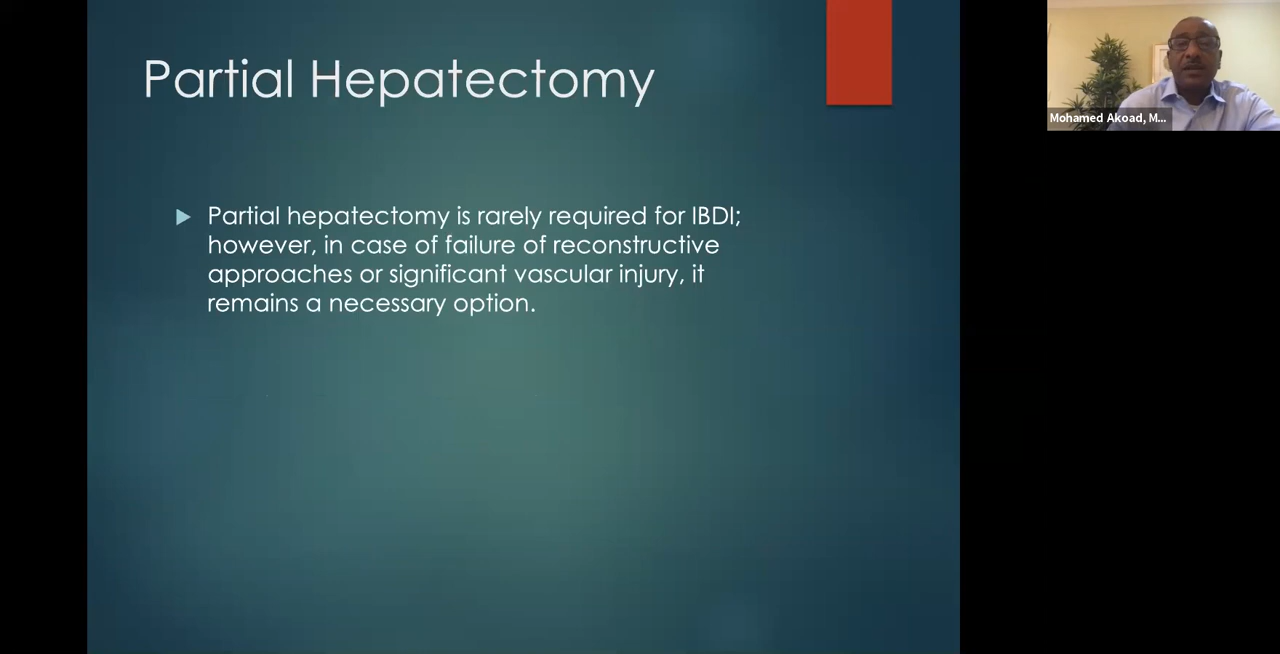 Partial Hepatectomy
Partial hepatectomy is rarely required for IBDI;
however, in case of failure of reconstructive
approaches or significant vascular injury, it
remains a necessary option.
Mohamed Akoad, M...